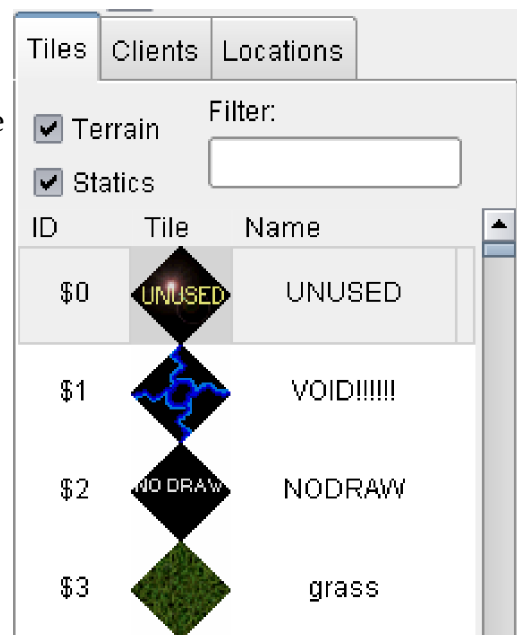 Tiles Clients Locations
e
Terrain Filter:
Statics
ID Tile Name
$0 UNUSED UNUSED
$1 VOID!!!!!!
$2 NO DRAW NODRAW
$3 grass